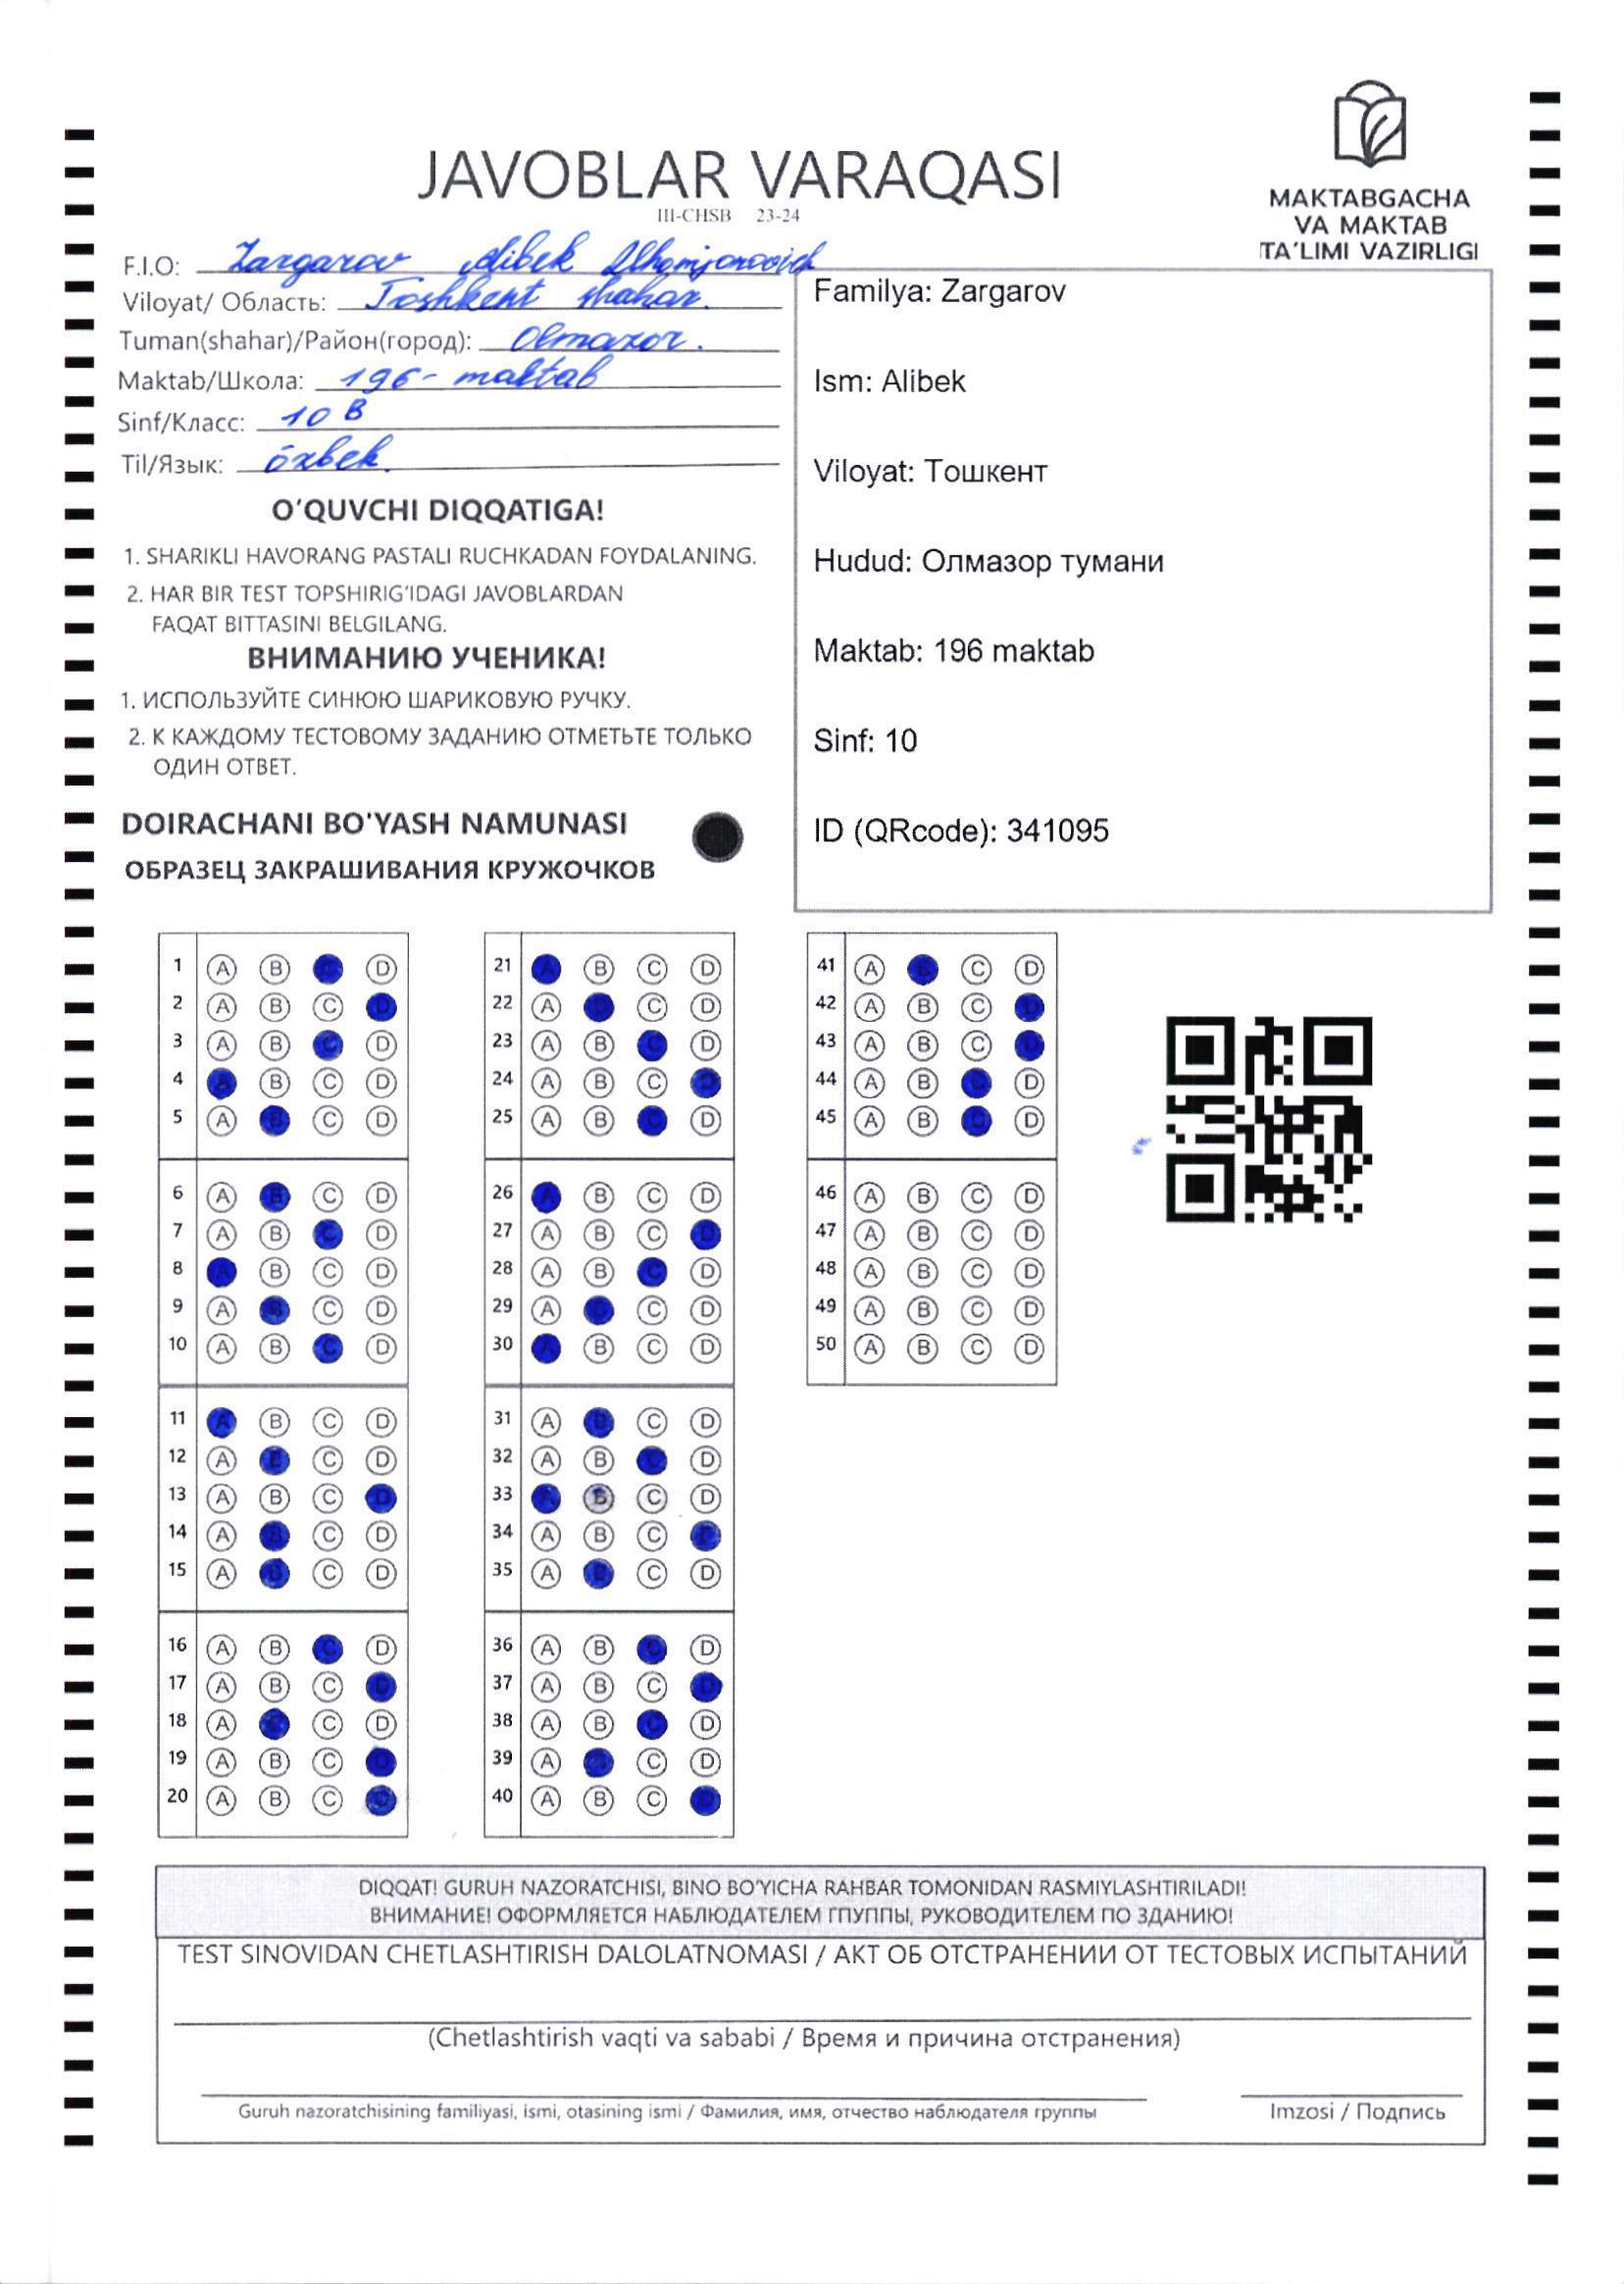 JAVOBLAR VARAQASI
III-CHSB 23-24
MAKTABGACHA
VA MAKTAB
TA'LIMI VAZIRLIGI
F.I.O: Zargarov Alibek Ilhomjonovich
Viloyat/ Область: Toshkent shahar.
Tuman(shahar)/Район(город): Olmazor.
Maktab/Школа: 196- maktab
Sinf/Класс: 10 B
Til/Язык: ōzbek.
O'QUVCHI DIQQATIGA!
1. SHARIKLI HAVORANG PASTALI RUCHKADAN FOYDALANING.
2. HAR BIR TEST TOPSHIRIG'IDAGI JAVOBLARDAN
FAQAT BITTASINI BELGILANG.
ВНИМАНИЮ УЧЕНИКА!
1. ИСПОЛЬЗУЙТЕ СИНЮЮ ШАРИКОВУЮ РУЧКУ.
2. К КАЖДОМУ ТЕСТОВОМУ ЗАДАНИЮ ОТМЕТЬТЕ ТОЛЬКО
ОДИН ОТВЕТ.
DOIRACHANI BO'YASH NAMUNASI
ОБРАЗЕЦ ЗАКРАШИВАНИЯ КРУЖОЧКОВ
Familya: Zargarov
Ism: Alibek
Viloyat: Тошкент
Hudud: Олмазор тумани
Maktab: 196 maktab
Sinf: 10
ID (QRcode): 341095
1 A B C D
2 A B C D
3 A B C D
4 A B C D
5 A B C D
6 A B C D
7 A B C D
8 A B C D
9 A B C D
10 A B C D
11 A B C D
12 A B C D
13 A B C D
14 A B C D
15 A B C D
16 A B C D
17 A B C D
18 A B C D
19 A B C D
20 A B C D
21 A B C D
22 A B C D
23 A B C D
24 A B C D
25 A B C D
26 A B C D
27 A B C D
28 A B C D
29 A B C D
30 A B C D
31 A B C D
32 A B C D
33 A B C D
34 A B C D
35 A B C D
36 A B C D
37 A B C D
38 A B C D
39 A B C D
40 A B C D
41 A B C D
42 A B C D
43 A B C D
44 A B C D
45 A B C D
46 A B C D
47 A B C D
48 A B C D
49 A B C D
50 A B C D
DIQQAT! GURUH NAZORATCHISI, BINO BO'YICHA RAHBAR TOMONIDAN RASMIYLASHTIRILADI!
ВНИМАНИЕ! ОФОРМЛЯЕТСЯ НАБЛЮДАТЕЛЕМ ГПУППЫ, РУКОВОДИТЕЛЕМ ПО ЗДАНИЮ!
TEST SINOVIDAN CHETLASHTIRISH DALOLATNOMASI / АКТ ОБ ОТСТРАНЕНИИ ОТ ТЕСТОВЫХ ИСПЫТАНИЙ
(Chetlashtirish vaqti va sababi / Время и причина отстранения)
Guruh nazoratchisining familiyasi, ismi, otasining ismi / Фамилия, имя, отчество наблюдателя группы
Imzosi / Подпись